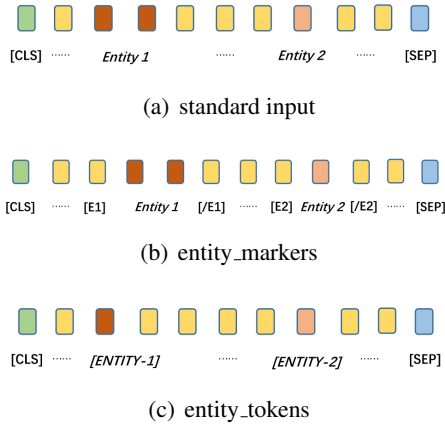 [CLS] ...... Entity 1 ...... Entity 2 ...... [SEP]
(a) standard input
[CLS] ...... [E1] Entity 1 [/E1] ...... [E2] Entity 2 [/E2] ...... [SEP]
(b) entity_markers
[CLS] ...... [ENTITY-1] ...... [ENTITY-2] ...... [SEP]
(c) entity_tokens